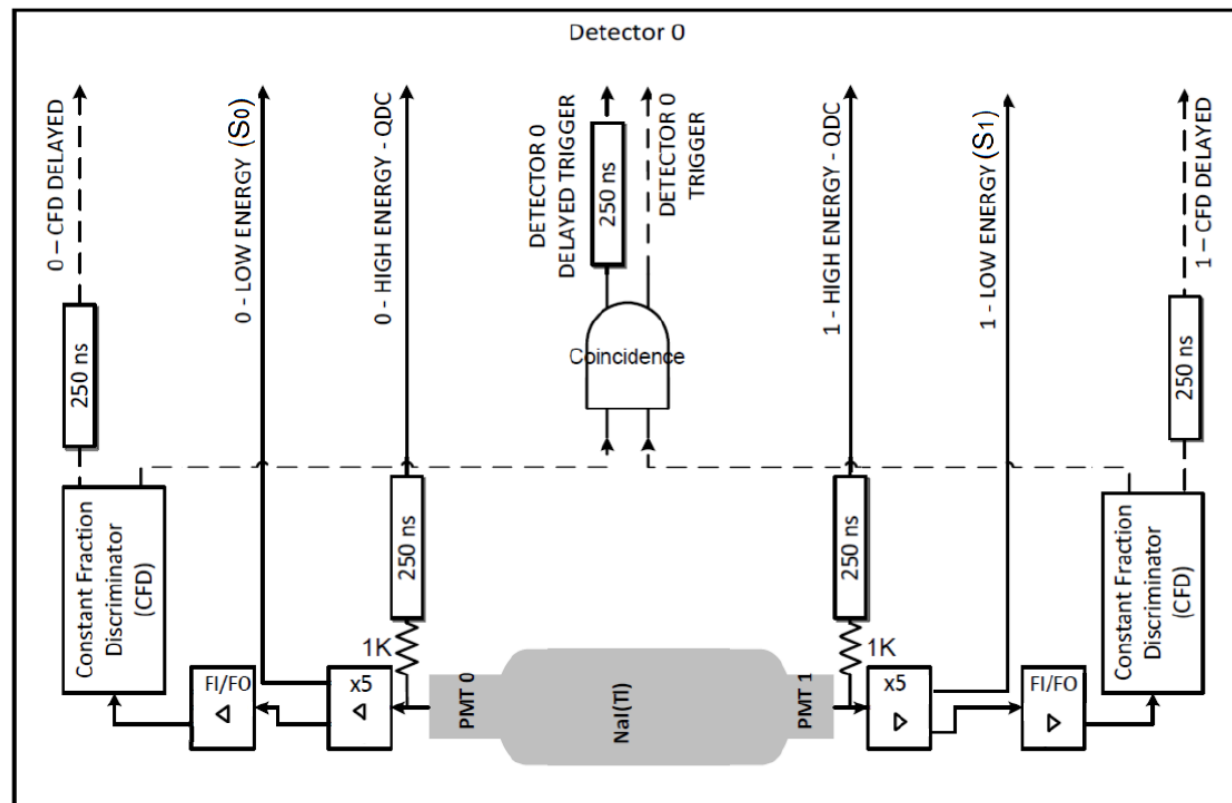 Detector 0
0 – CFD DELAYED
0 - LOW ENERGY (S0)
0 - HIGH ENERGY - QDC
DETECTOR 0
DELAYED TRIGGER
250 ns
DETECTOR 0
TRIGGER
1 - HIGH ENERGY - QDC
1 - LOW ENERGY (S1)
1 – CFD DELAYED
250 ns
250 ns
Coincidence
250 ns
250 ns
Constant Fraction
Discriminator
(CFD)
Constant Fraction
Discriminator
(CFD)
1K
1K
FI/FO
x5
PMT 0
NaI(Tl)
PMT 1
x5
FI/FO